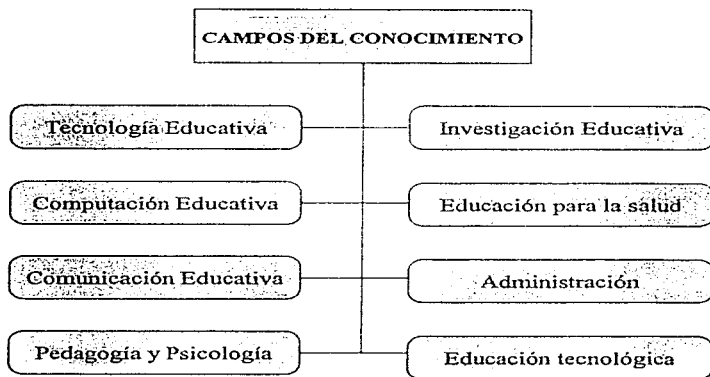 CAMPOS DEL CONOCIMIENTO
Tecnología Educativa
Investigación Educativa
Computación Educativa
Educación para la salud
Comunicación Educativa
Administración
Pedagogía y Psicología
Educación tecnológica